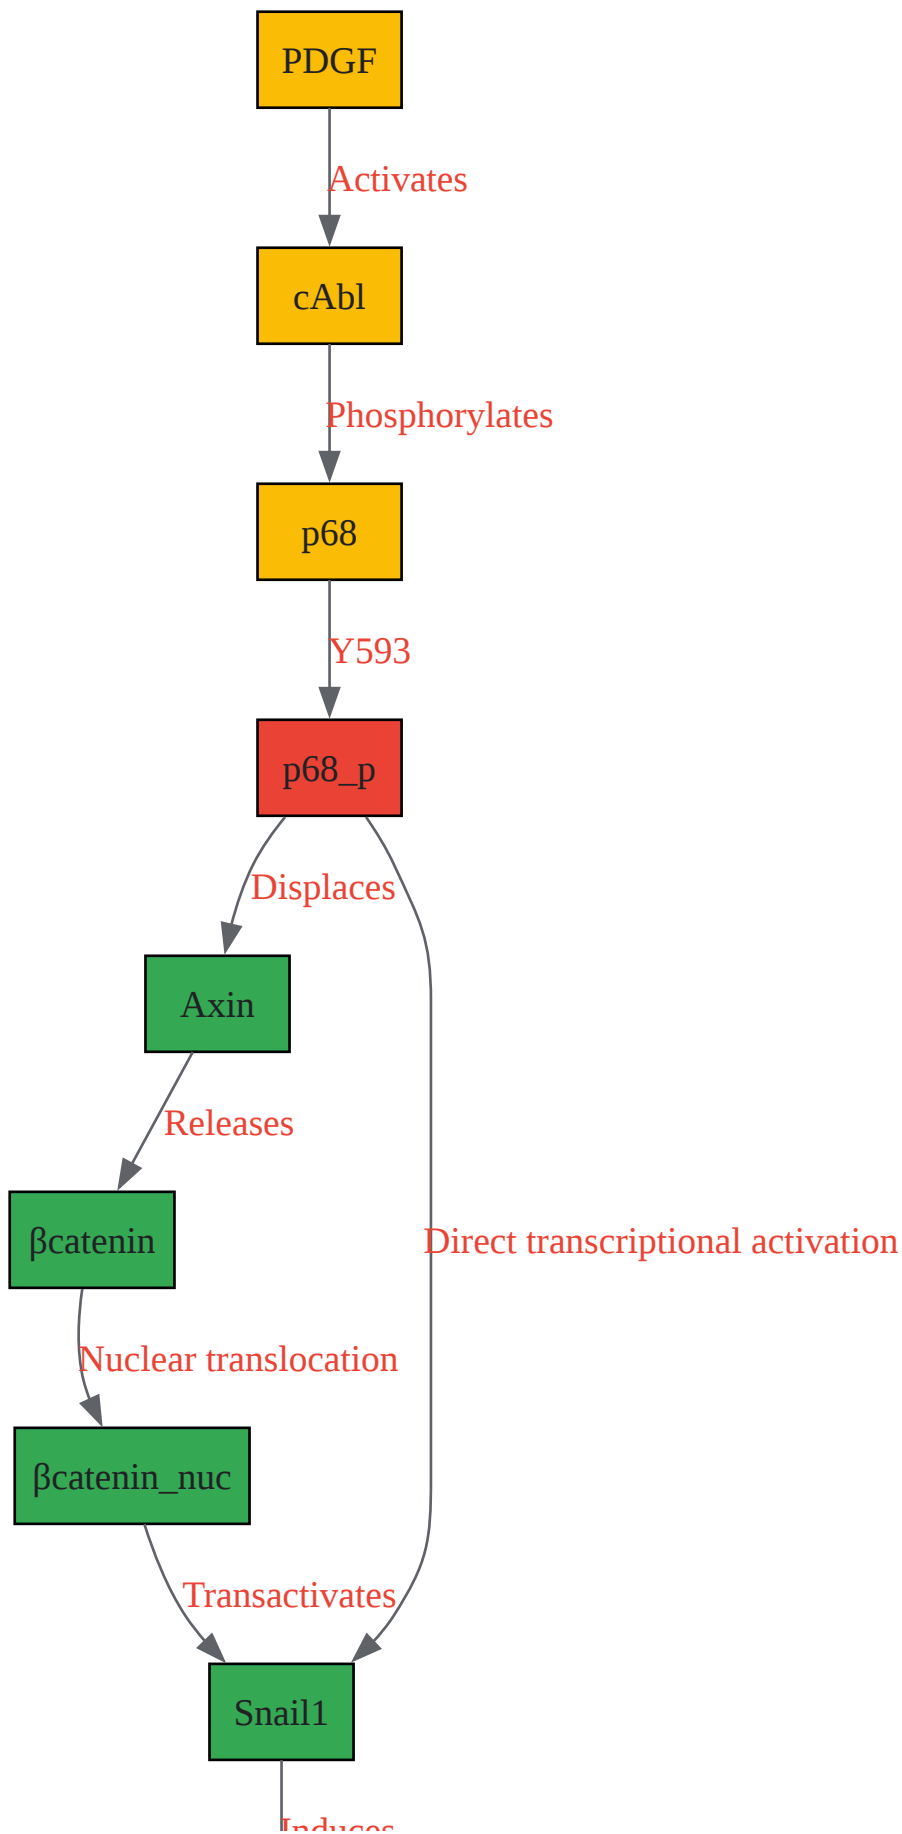 PDGF
Activates
cAbl
Phosphorylates
p68
Y593
p68_p
Displaces
Axin
Releases
βcatenin
Direct transcriptional activation
Nuclear translocation
βcatenin_nuc
Transactivates
Snail1
Induces